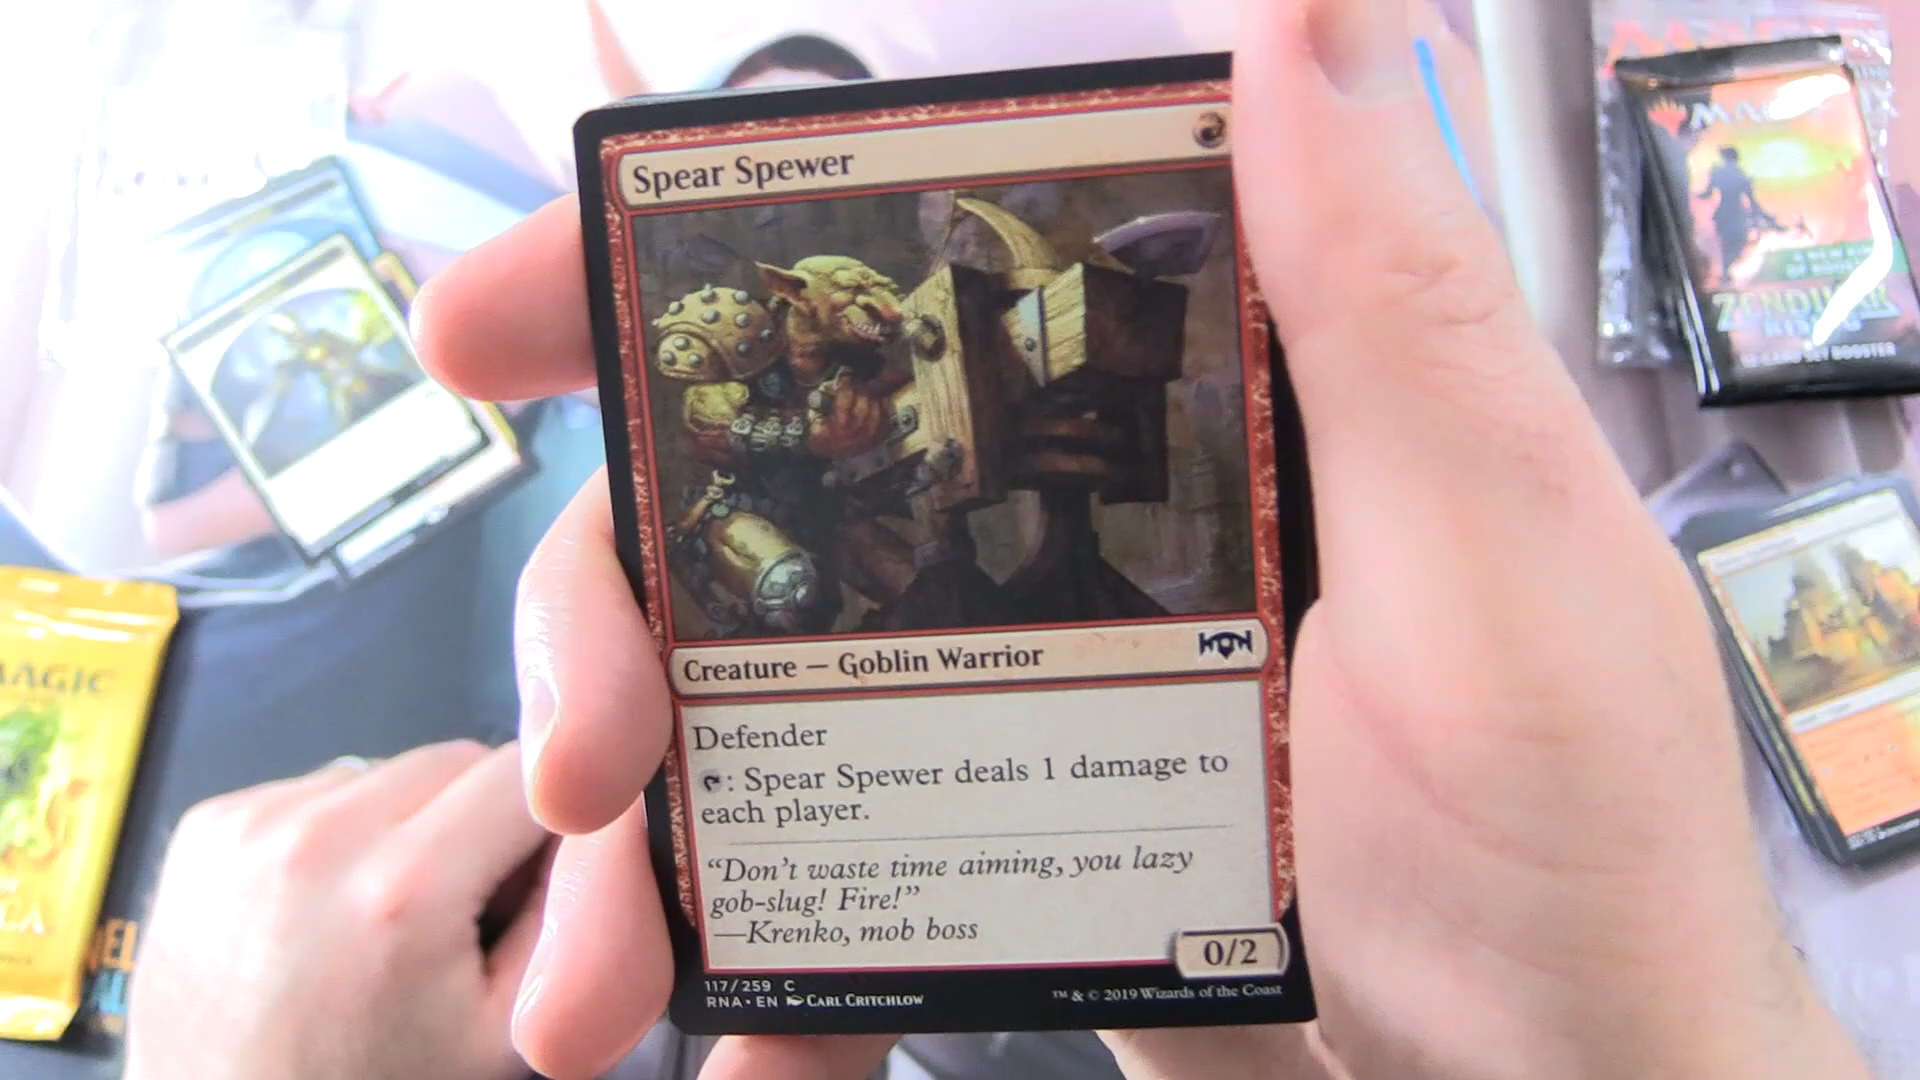 Spear Spewer
Creature — Goblin Warrior
Defender
: Spear Spewer deals 1 damage to
each player.
“Don’t waste time aiming, you lazy
gob-slug! Fire!”
—Krenko, mob boss
0/2
117/259 C
RNA • EN CARL CRITCHLOW
™ & © 2019 Wizards of the Coast
MAGIC
ZENDIKAR